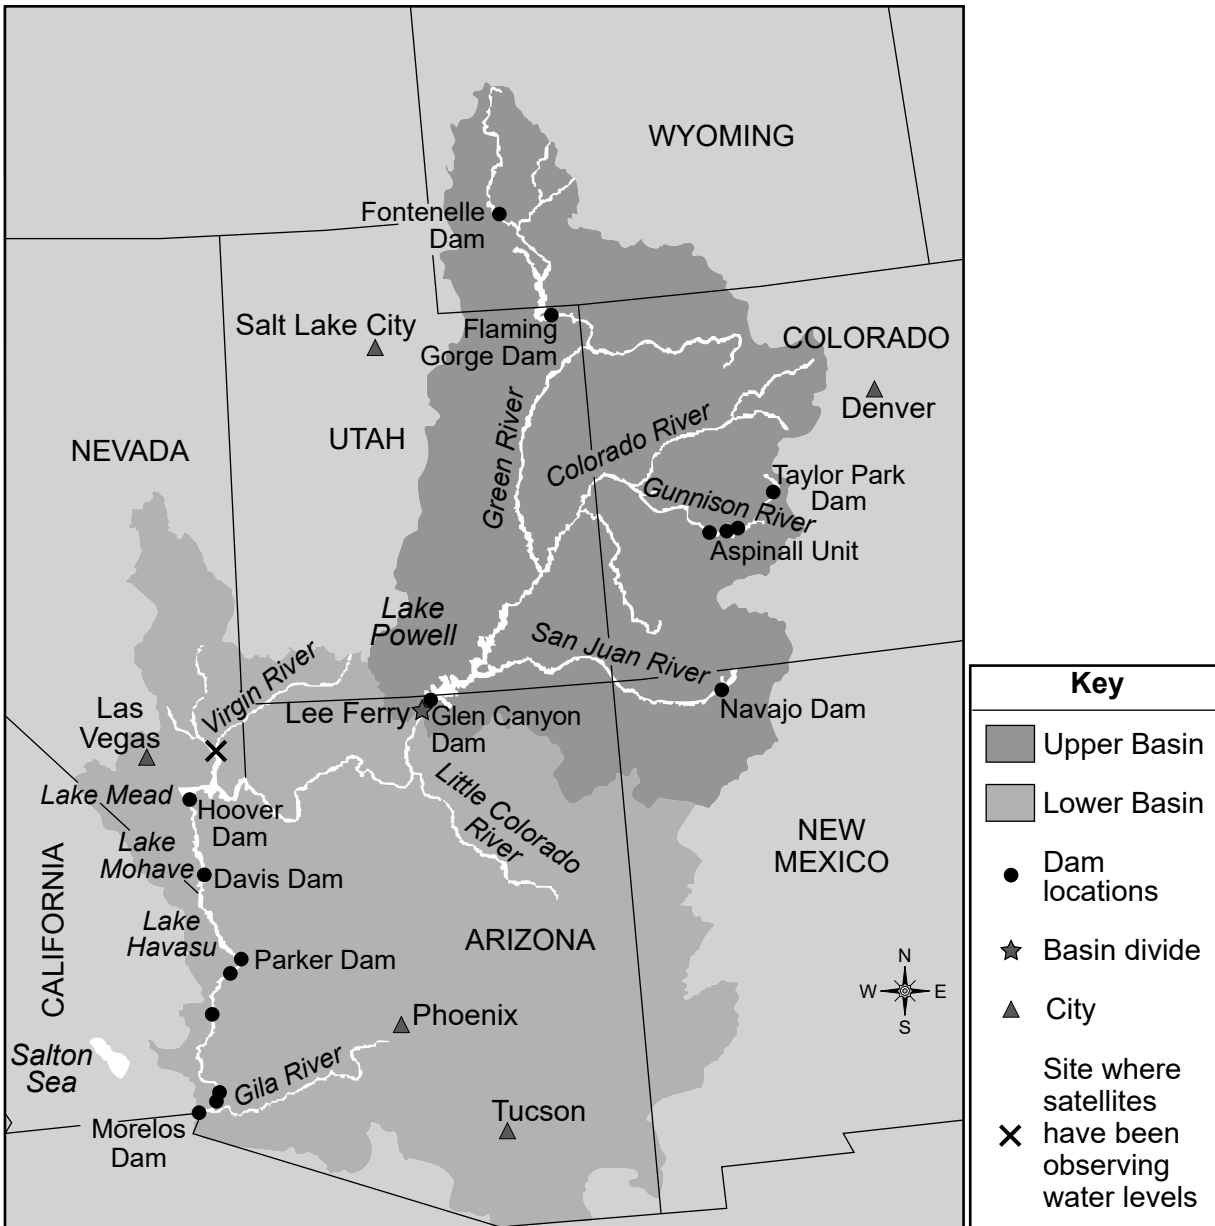 WYOMING
Fontenelle
Dam
Salt Lake City
Flaming
Gorge Dam
COLORADO
Denver
UTAH
NEVADA
Green River
Colorado River
Taylor Park
Dam
Gunnison River
Aspinall Unit
Lake
Powell
San Juan River
Virgin River
Las
Vegas
Lee Ferry
Glen Canyon
Dam
Navajo Dam
Lake Mead
Hoover
Dam
Little Colorado
River
Lake
Mohave
Davis Dam
NEW
MEXICO
CALIFORNIA
Lake
Havasu
ARIZONA
Parker Dam
Phoenix
Salton
Sea
Gila River
Tucson
Morelos
Dam
N
W
E
S
Key
Upper Basin
Lower Basin
Dam
locations
Basin divide
City
Site where
satellites
have been
observing
water levels